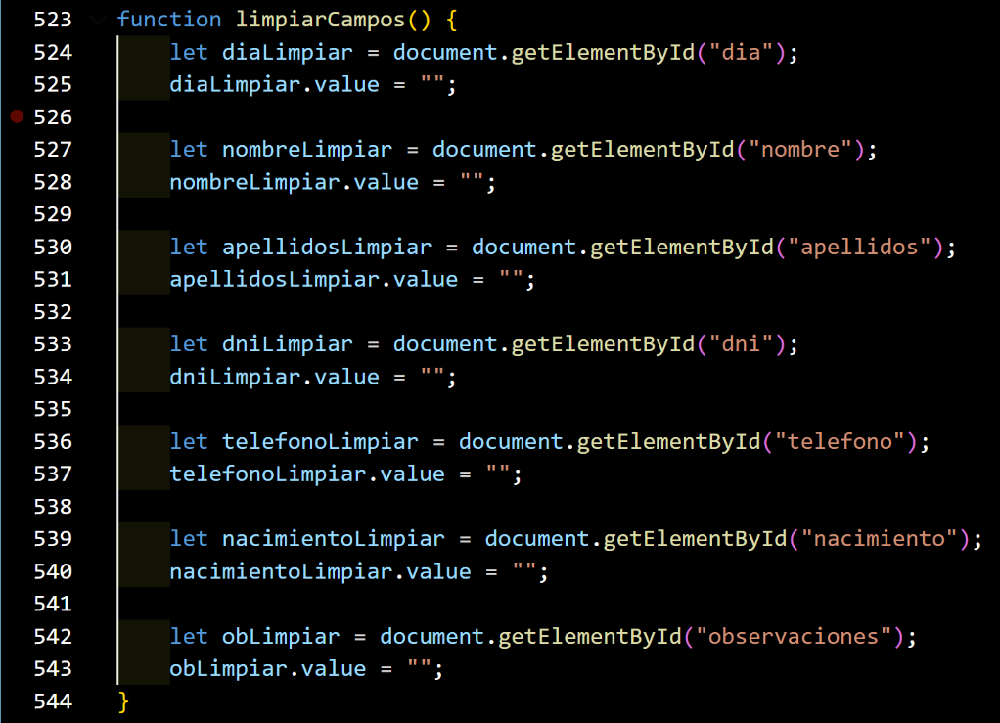 523 function limpiarCampos() {
524 let diaLimpiar = document.getElementById("dia");
525 diaLimpiar.value = "";
526
527 let nombreLimpiar = document.getElementById("nombre");
528 nombreLimpiar.value = "";
529
530 let apellidosLimpiar = document.getElementById("apellidos");
531 apellidosLimpiar.value = "";
532
533 let dniLimpiar = document.getElementById("dni");
534 dniLimpiar.value = "";
535
536 let telefonoLimpiar = document.getElementById("telefono");
537 telefonoLimpiar.value = "";
538
539 let nacimientoLimpiar = document.getElementById("nacimiento");
540 nacimientoLimpiar.value = "";
541
542 let obLimpiar = document.getElementById("observaciones");
543 obLimpiar.value = "";
544 }